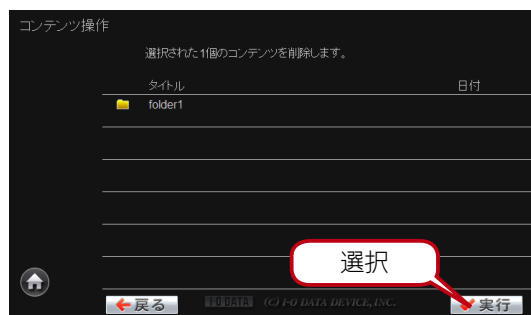 コンテンツ操作
選択された1個のコンテンツを削除します。
タイトル 日付
folder1
選択
戻る I-O DATA (C) I-O DATA DEVICE, INC. 実行